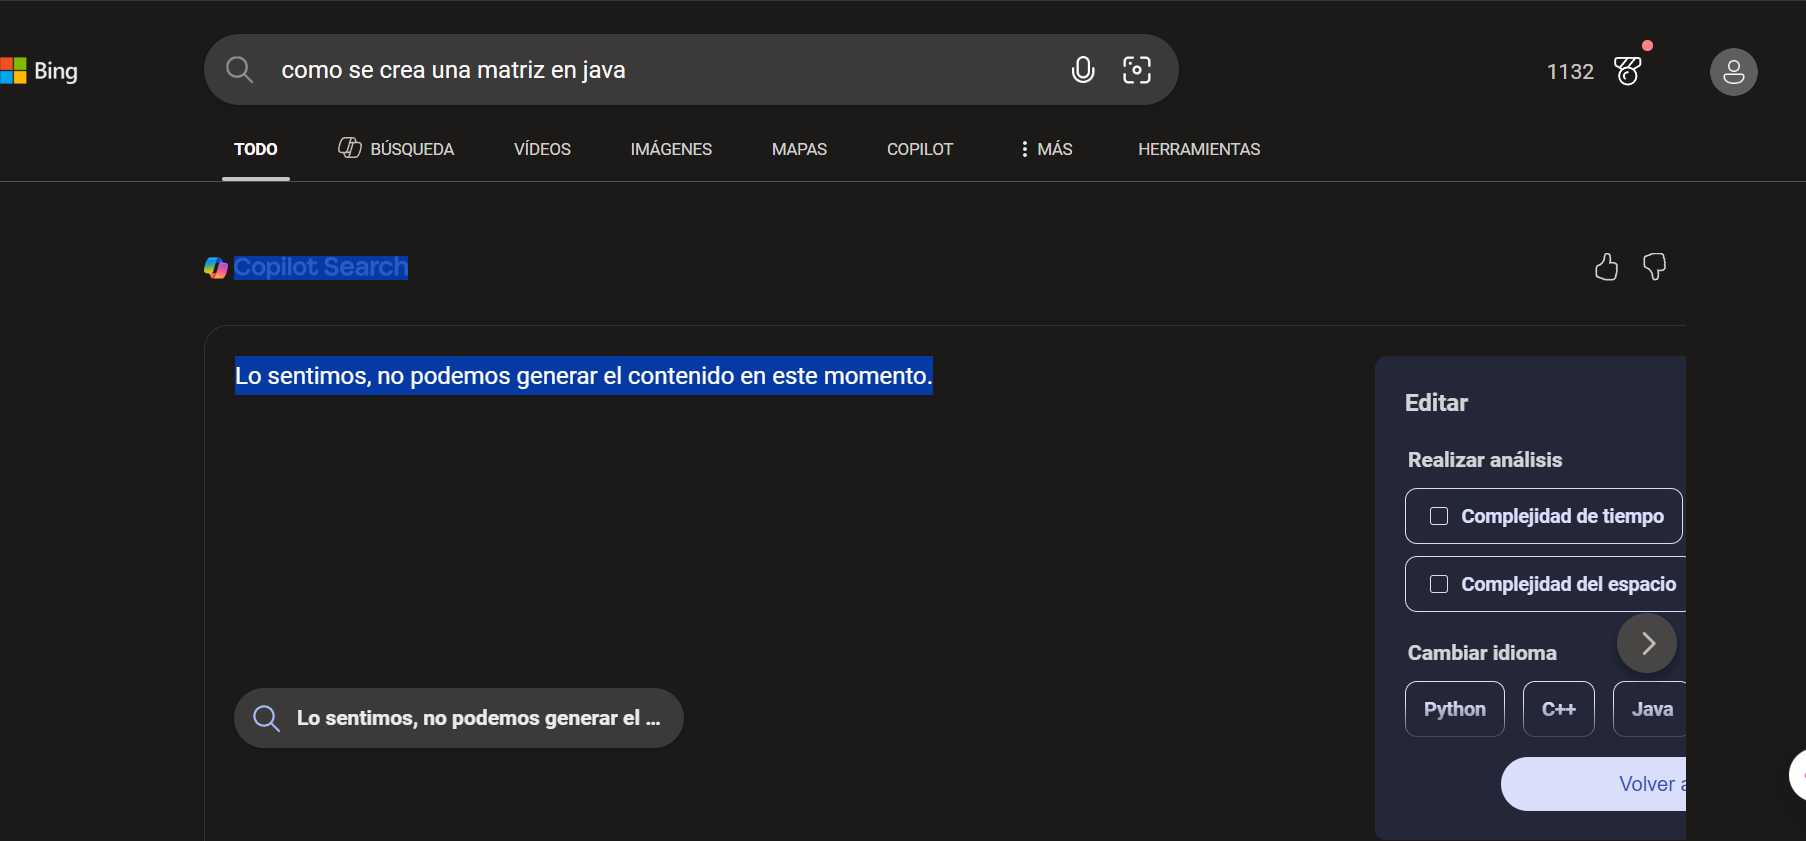 Bing
como se crea una matriz en java
1132
TODO
BÚSQUEDA
VÍDEOS
IMÁGENES
MAPAS
COPILOT
MÁS
HERRAMIENTAS
Copilot Search
Lo sentimos, no podemos generar el contenido en este momento.
Lo sentimos, no podemos generar el ...
Editar
Realizar análisis
Complejidad de tiempo
Complejidad del espacio
Cambiar idioma
Python
C++
Java
Volver a